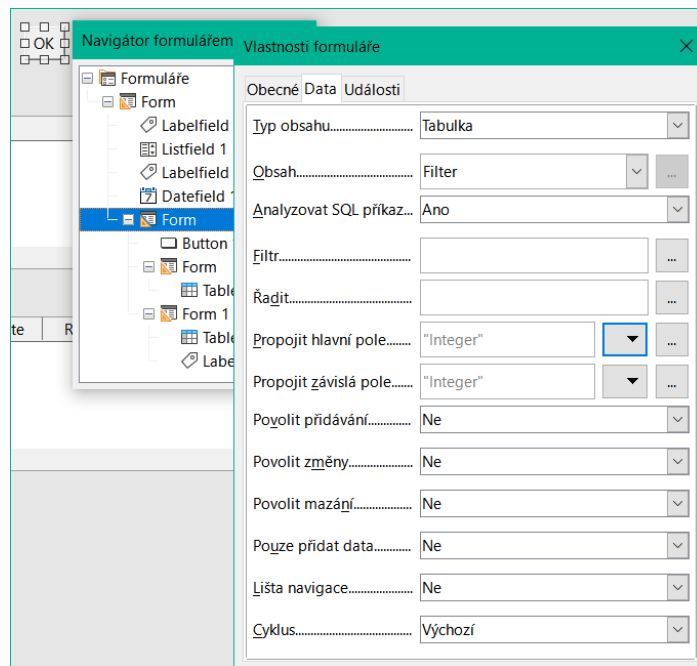 OK
Navigátor formulářem
Formuláře
Form
Labelfield
Listfield 1
Labelfield
Datefield 1
Form
Button
Form
Form 1
te R
Vlastnosti formuláře
Obecné Data Události
Typ obsahu............................ Tabulka
Obsah................................... Filter ...
Analyzovat SQL příkaz... Ano
Filtr........................................ ...
Řadit...................................... ...
Propojit hlavní pole........ "Integer" ...
Propojit závislá pole....... "Integer" ...
Povolit přidávání.............. Ne
Povolit změny................... Ne
Povolit mazání.................. Ne
Pouze přidat data............ Ne
Lišta navigace................... Ne
Cyklus................................... Výchozí